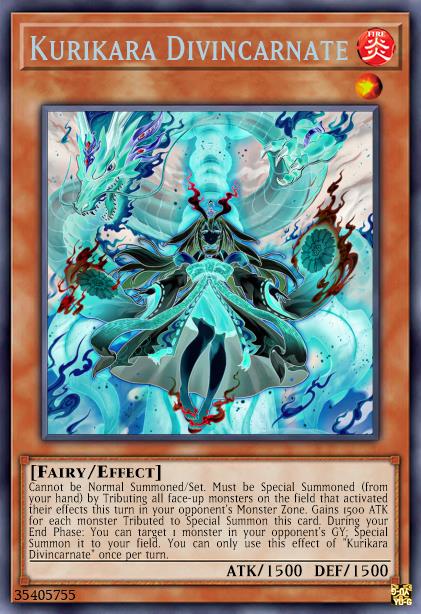 KURIKARA DIVINCARNATE
FIRE
炎
[FAIRY/EFFECT]
Cannot be Normal Summoned/Set. Must be Special Summoned (from
your hand) by Tributing all face-up monsters on the field that activated
their effects this turn in your opponent's Monster Zone. Gains 1500 ATK
for each monster Tributed to Special Summon this card. During your
End Phase: You can target 1 monster in your opponent's GY; Special
Summon it to your field. You can only use this effect of "Kurikara
Divincarnate" once per turn.
ATK/1500 DEF/1500
35405755